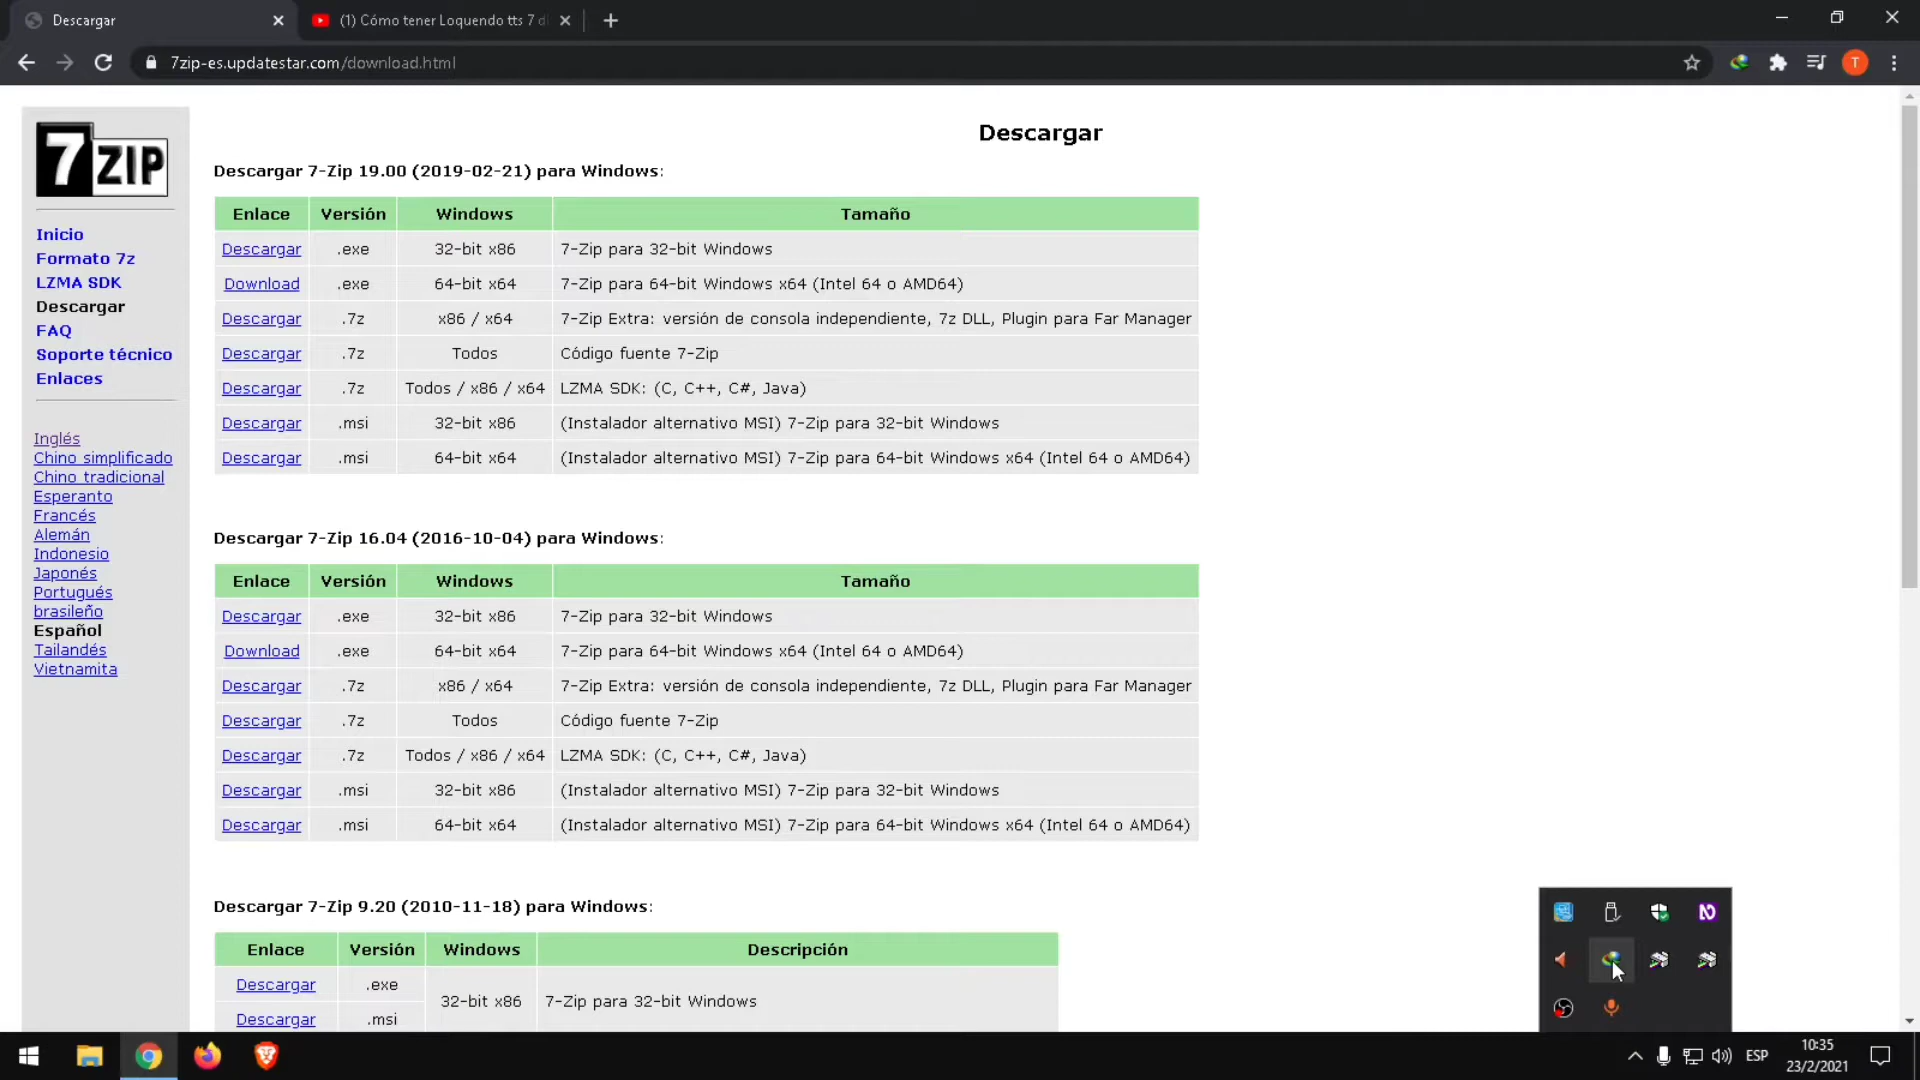 Descargar
(1) Cómo tener Loquendo tts 7 d
7zip-es.updatestar.com/download.html
T
7ZIP
Inicio
Formato 7z
LZMA SDK
Descargar
FAQ
Soporte técnico
Enlaces
Inglés
Chino simplificado
Chino tradicional
Esperanto
Francés
Alemán
Indonesio
Japonés
Portugués
brasileño
Español
Tailandés
Vietnamita
Descargar
Descargar 7-Zip 19.00 (2019-02-21) para Windows:
Enlace Versión Windows Tamaño
Descargar .exe 32-bit x86 7-Zip para 32-bit Windows
Download .exe 64-bit x64 7-Zip para 64-bit Windows x64 (Intel 64 o AMD64)
Descargar .7z x86 / x64 7-Zip Extra: versión de consola independiente, 7z DLL, Plugin para Far Manager
Descargar .7z Todos Código fuente 7-Zip
Descargar .7z Todos / x86 / x64 LZMA SDK: (C, C++, C#, Java)
Descargar .msi 32-bit x86 (Instalador alternativo MSI) 7-Zip para 32-bit Windows
Descargar .msi 64-bit x64 (Instalador alternativo MSI) 7-Zip para 64-bit Windows x64 (Intel 64 o AMD64)
Descargar 7-Zip 16.04 (2016-10-04) para Windows:
Enlace Versión Windows Tamaño
Descargar .exe 32-bit x86 7-Zip para 32-bit Windows
Download .exe 64-bit x64 7-Zip para 64-bit Windows x64 (Intel 64 o AMD64)
Descargar .7z x86 / x64 7-Zip Extra: versión de consola independiente, 7z DLL, Plugin para Far Manager
Descargar .7z Todos Código fuente 7-Zip
Descargar .7z Todos / x86 / x64 LZMA SDK: (C, C++, C#, Java)
Descargar .msi 32-bit x86 (Instalador alternativo MSI) 7-Zip para 32-bit Windows
Descargar .msi 64-bit x64 (Instalador alternativo MSI) 7-Zip para 64-bit Windows x64 (Intel 64 o AMD64)
Descargar 7-Zip 9.20 (2010-11-18) para Windows:
Enlace Versión Windows Descripción
Descargar .exe 32-bit x86 7-Zip para 32-bit Windows
Descargar .msi
ESP
10:35
23/2/2021